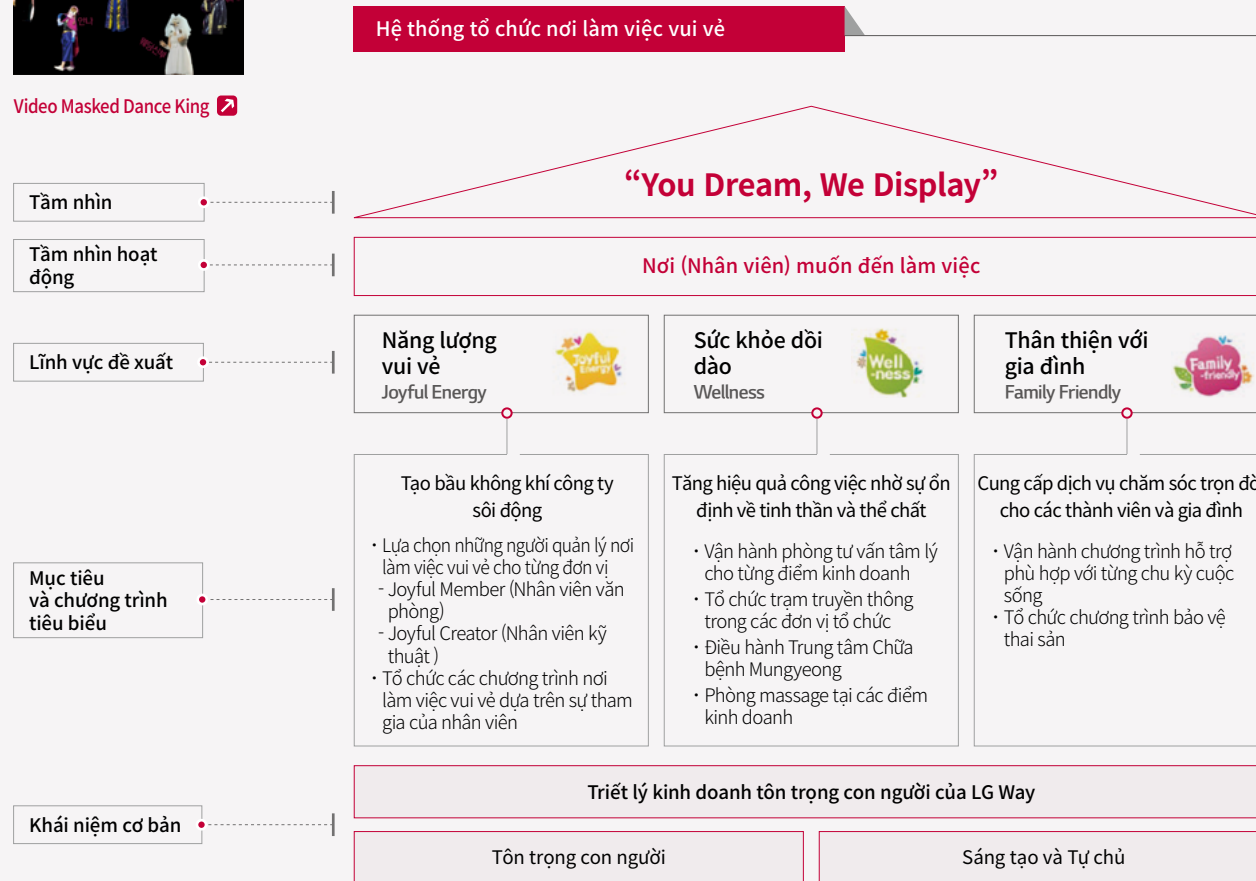 Hệ thống tổ chức nơi làm việc vui vẻ
Video Masked Dance King
“You Dream, We Display”
Tầm nhìn
Tầm nhìn hoạt
động
Nơi (Nhân viên) muốn đến làm việc
Lĩnh vực đề xuất
Năng lượng
vui vẻ
Joyful Energy
Joyful
Energy
Sức khỏe dồi
dào
Wellness
Well
-ness
Thân thiện với
gia đình
Family Friendly
Family
-friendly
Mục tiêu
và chương trình
tiêu biểu
Tạo bầu không khí công ty
sôi động
・Lựa chọn những người quản lý nơi
làm việc vui vẻ cho từng đơn vị
- Joyful Member (Nhân viên văn
phòng)
- Joyful Creator (Nhân viên kỹ
thuật )
・Tổ chức các chương trình nơi
làm việc vui vẻ dựa trên sự tham
gia của nhân viên
Tăng hiệu quả công việc nhờ sự ổn
định về tinh thần và thể chất
・Vận hành phòng tư vấn tâm lý
cho từng điểm kinh doanh
・Tổ chức trạm truyền thông
trong các đơn vị tổ chức
・Điều hành Trung tâm Chữa
bệnh Mungyeong
・Phòng massage tại các điểm
kinh doanh
Cung cấp dịch vụ chăm sóc trọn đờ
cho các thành viên và gia đình
・Vận hành chương trình hỗ trợ
phù hợp với từng chu kỳ cuộc
sống
・Tổ chức chương trình bảo vệ
thai sản
Khái niệm cơ bản
Triết lý kinh doanh tôn trọng con người của LG Way
Tôn trọng con người
Sáng tạo và Tự chủ